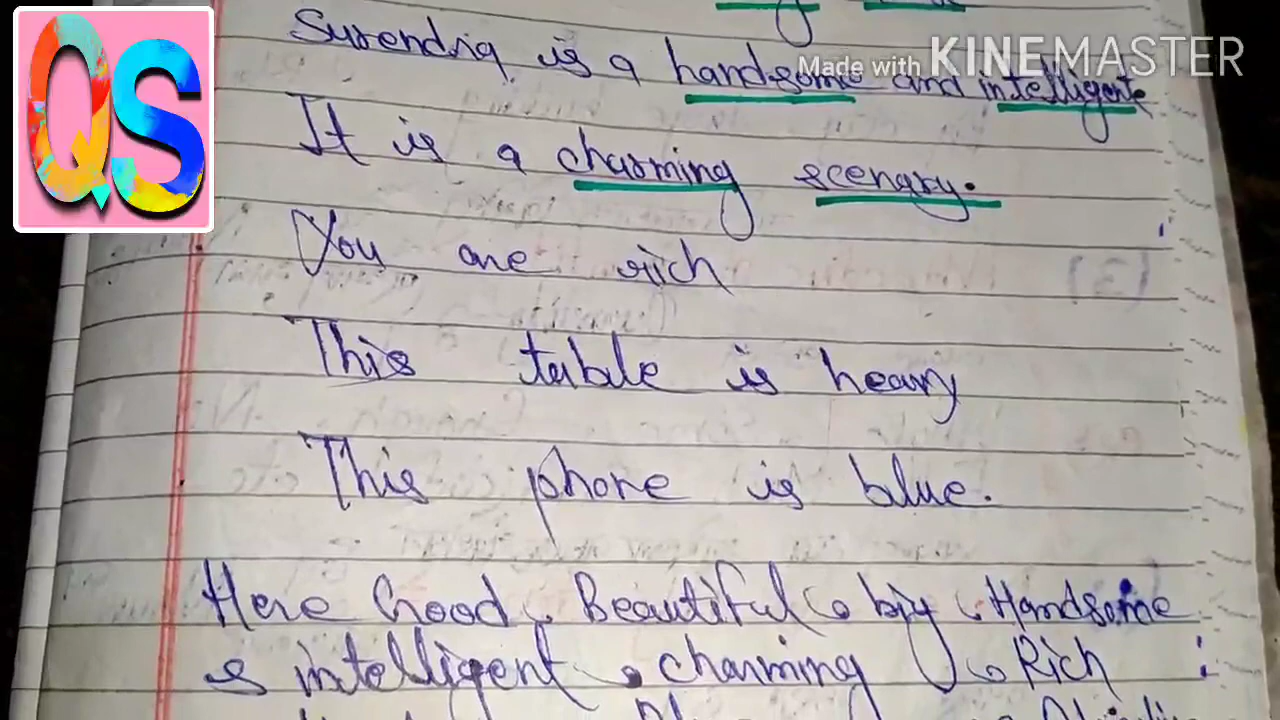 QS
Made with KINEMASTER
Surendra is a handsome and intelligent
It is a charming scenary.
You are rich
This table is heavy
This phone is blue.
Here Good, Beautiful, big, Handsome
, intelligent, charming, Rich